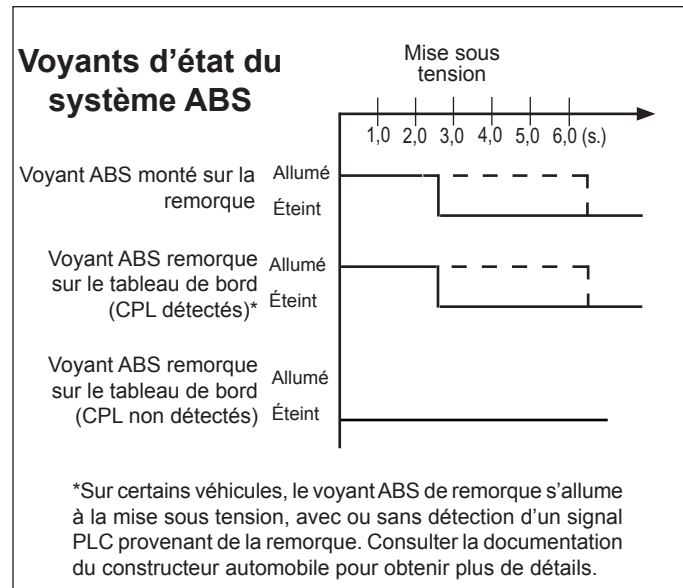 Voyants d’état du
système ABS
Mise sous
tension
1,0 2,0 3,0 4,0 5,0 6,0 (s.)
Voyant ABS monté sur la
remorque
Allumé
Éteint
Voyant ABS remorque
sur le tableau de bord
(CPL détectés)*
Allumé
Éteint
Voyant ABS remorque
sur le tableau de bord
(CPL non détectés)
Allumé
Éteint
*Sur certains véhicules, le voyant ABS de remorque s’allume
à la mise sous tension, avec ou sans détection d’un signal
PLC provenant de la remorque. Consulter la documentation
du constructeur automobile pour obtenir plus de détails.